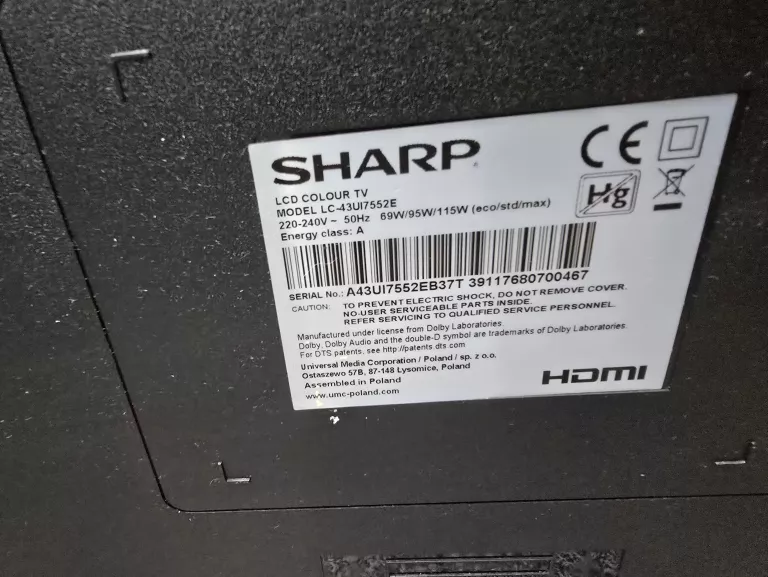 SHARP
LCD COLOUR TV
MODEL LC-43UI7552E
220-240V ~ 50Hz 69W/95W/115W (eco/std/max)
Energy class: A
CE
Hg
SERIAL No.: A43UI7552EB37T 39117680700467
CAUTION: TO PREVENT ELECTRIC SHOCK, DO NOT REMOVE COVER.
NO-USER SERVICEABLE PARTS INSIDE.
REFER SERVICING TO QUALIFIED SERVICE PERSONNEL.
Manufactured under license from Dolby Laboratories.
Dolby, Dolby Audio and the double-D symbol are trademarks of Dolby Laboratories.
For DTS patents, see http://patents.dts.com
Universal Media Corporation / Poland / sp. z o.o.
Ostaszewo 57B, 87-148 Lysomice, Poland
Assembled in Poland
www.umc-poland.com
HDMI